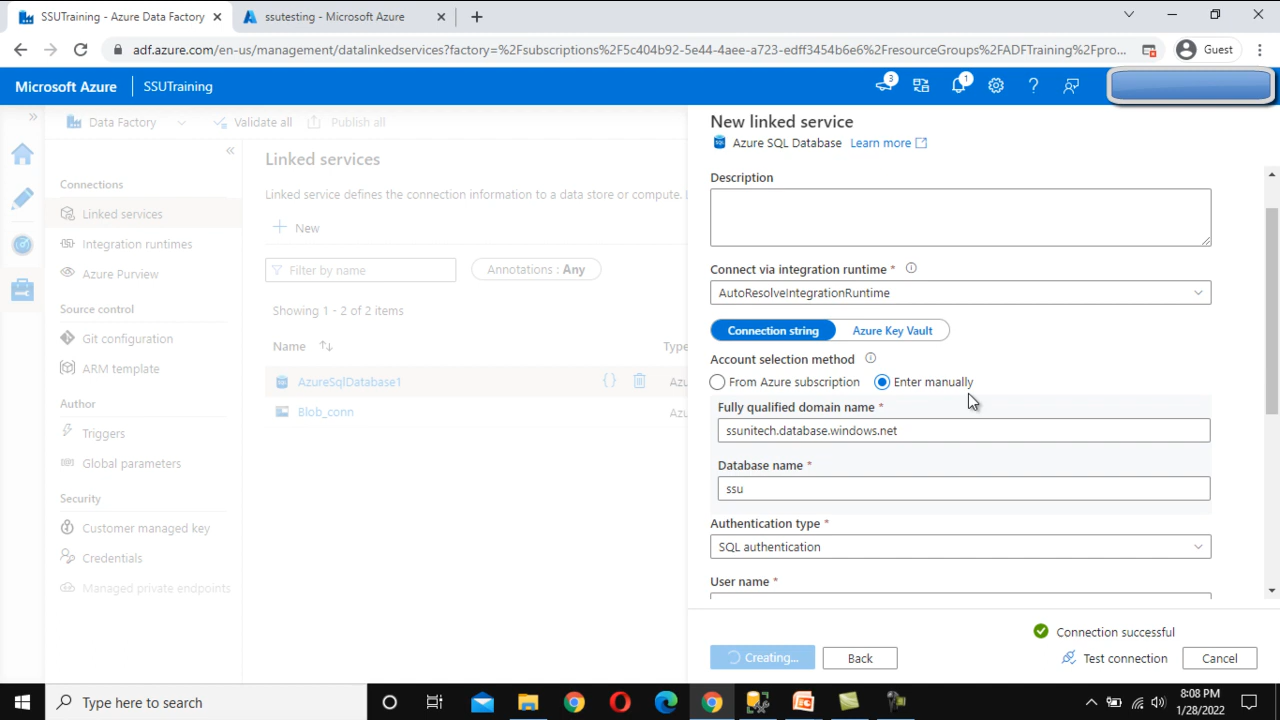 SSUTraining - Azure Data Factory
ssutesting - Microsoft Azure
adf.azure.com/en-us/management/datalinkedservices?factory=%2Fsubscriptions%2F5c404b92-5e44-4aee-a723-edff3454b6e6%2FresourceGroups%2FADFTraining%2Fpro...
Guest
Microsoft Azure
SSUTraining
3
1
Data Factory
Validate all
Publish all
Connections
Linked services
Integration runtimes
Azure Purview
Source control
Git configuration
ARM template
Author
Triggers
Global parameters
Security
Customer managed key
Credentials
Managed private endpoints
Linked services
Linked service defines the connection information to a data store or compute.
New
Filter by name
Annotations : Any
Showing 1 - 2 of 2 items
Name
Type
AzureSqlDatabase1
Azu
Blob_conn
Azu
New linked service
Azure SQL Database Learn more
Description
Connect via integration runtime *
AutoResolveIntegrationRuntime
Connection string
Azure Key Vault
Account selection method
From Azure subscription
Enter manually
Fully qualified domain name *
ssunitech.database.windows.net
Database name *
ssu
Authentication type *
SQL authentication
User name *
Connection successful
Creating...
Back
Test connection
Cancel
Type here to search
8:08 PM
1/28/2022